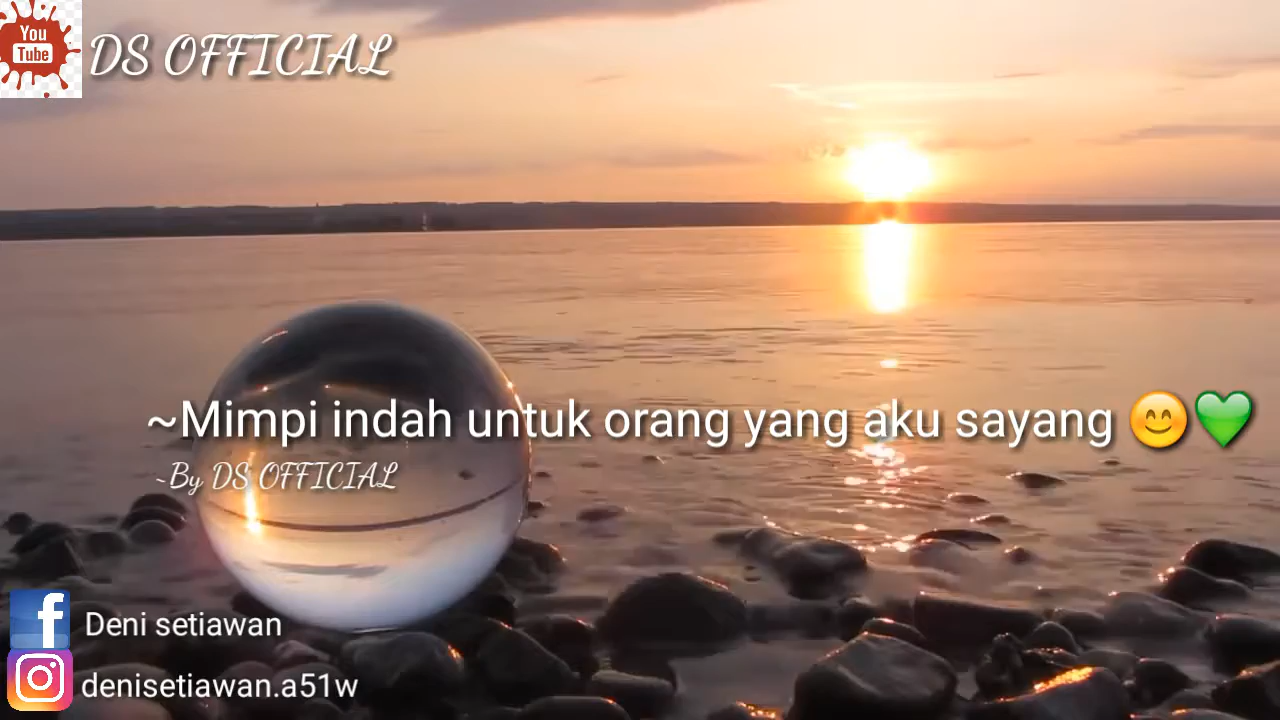 You
Tube
DS OFFICIAL
~Mimpi indah untuk orang yang aku sayang 😊💚
~By DS OFFICIAL
Deni setiawan
denisetiawan.a51w